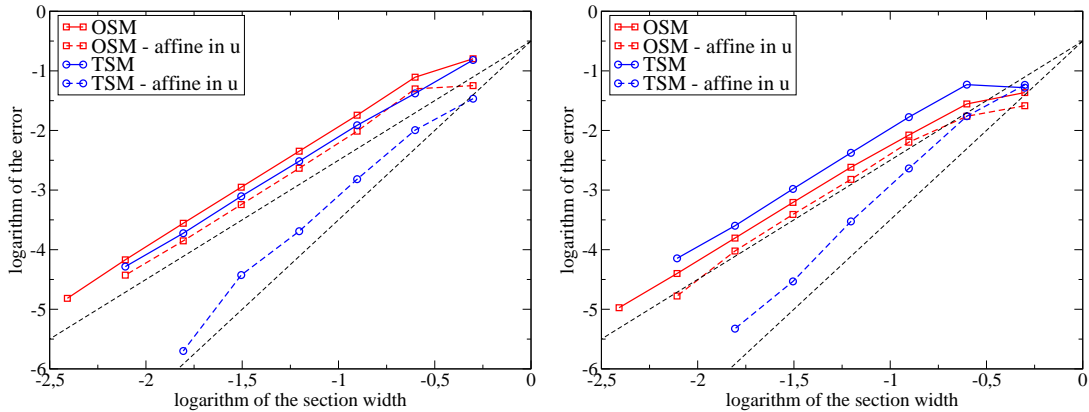 OSM
OSM - affine in u
TSM
TSM - affine in u
0
-1
-2
-3
-4
-5
-6
-2,5
-2
-1,5
-1
-0,5
0
logarithm of the section width
logarithm of the error
OSM
OSM - affine in u
TSM
TSM - affine in u
0
-1
-2
-3
-4
-5
-6
-2,5
-2
-1,5
-1
-0,5
0
logarithm of the section width
logarithm of the error